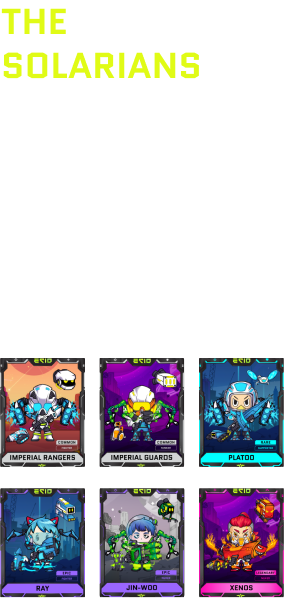 THE
SOLARIANS
COMMON
IMPERIAL RANGERS
COMMON
IMPERIAL GUARDS
RARE
PLATOO
EPIC
RAY
EPIC
JIN-WOO
LEGENDARY
XENOS